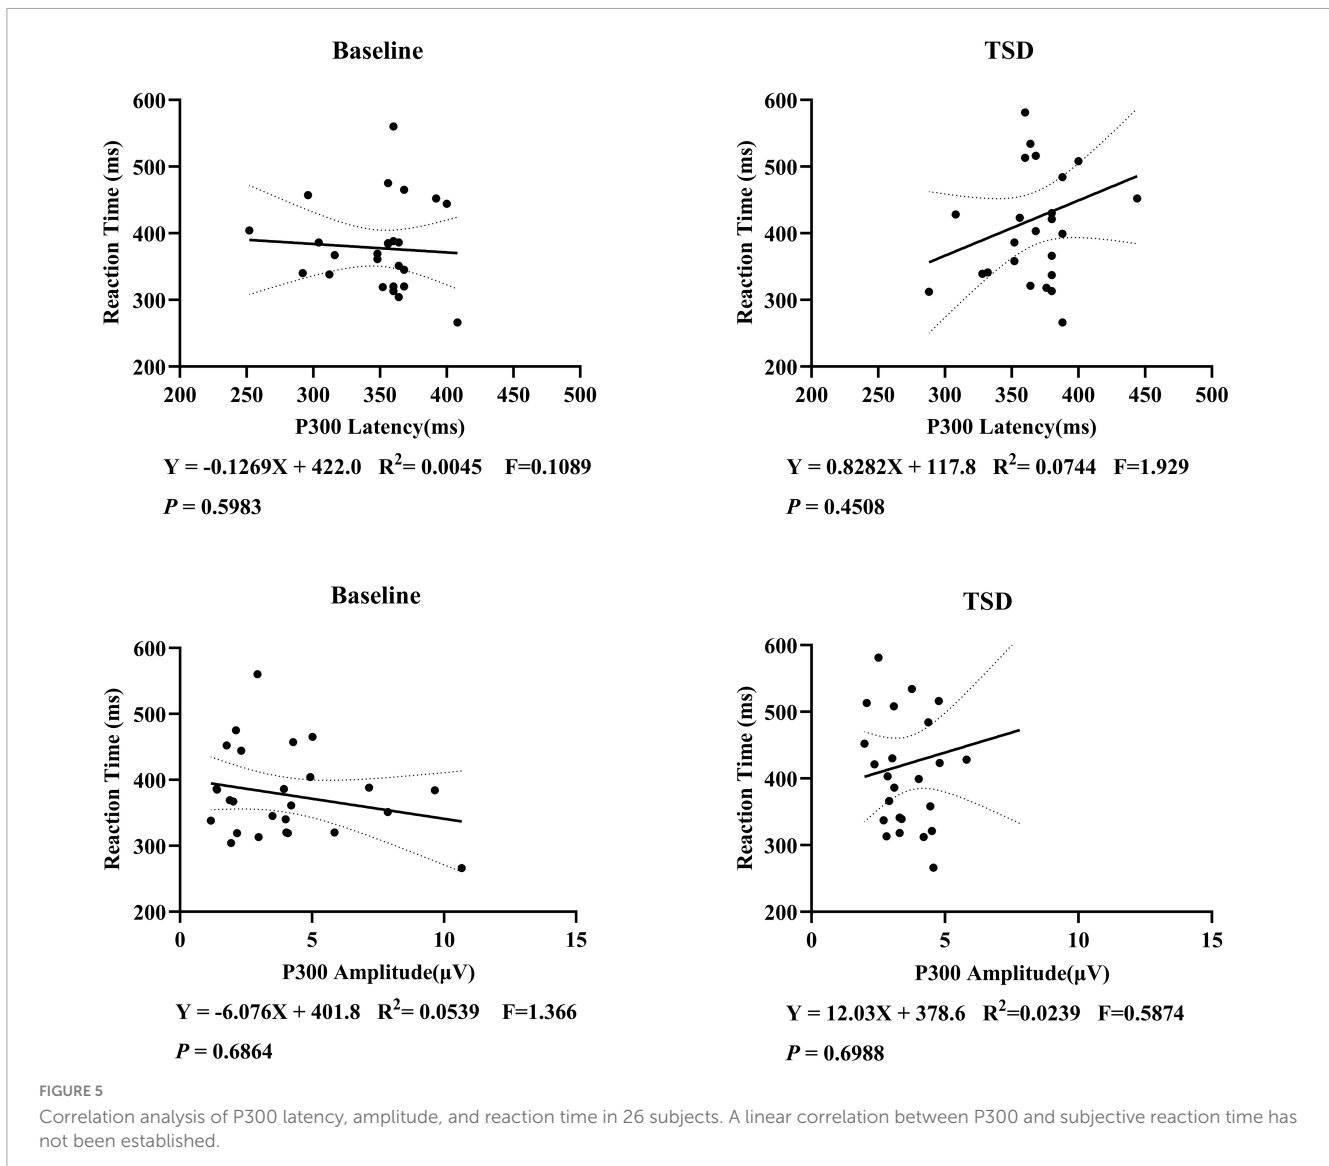 Baseline
600
500
400
300
200
Reaction Time (ms)
200 250 300 350 400 450 500
P300 Latency(ms)
Y = -0.1269X + 422.0 R²= 0.0045 F=0.1089
P = 0.5983
TSD
600
500
400
300
200
Reaction Time (ms)
200 250 300 350 400 450 500
P300 Latency(ms)
Y = 0.8282X + 117.8 R²= 0.0744 F=1.929
P = 0.4508
Baseline
600
500
400
300
200
Reaction Time (ms)
0 5 10 15
P300 Amplitude(µV)
Y = -6.076X + 401.8 R²= 0.0539 F=1.366
P = 0.6864
TSD
600
500
400
300
200
Reaction Time (ms)
0 5 10 15
P300 Amplitude(µV)
Y = 12.03X + 378.6 R²=0.0239 F=0.5874
P = 0.6988
FIGURE 5
Correlation analysis of P300 latency, amplitude, and reaction time in 26 subjects. A linear correlation between P300 and subjective reaction time has
not been established.